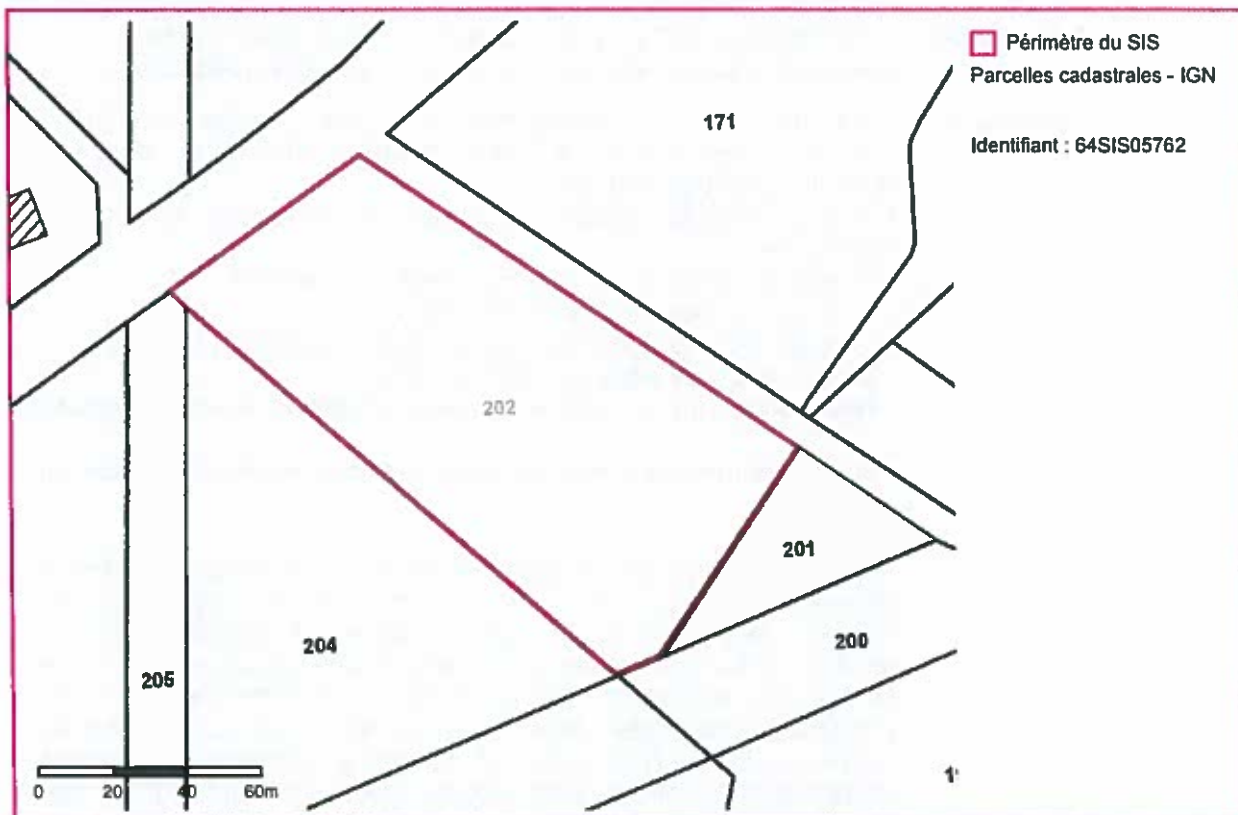 Périmètre du SIS
Parcelles cadastrales - IGN
171
Identifiant : 64SIS05762
202
201
204
200
205
0 20 40 60m